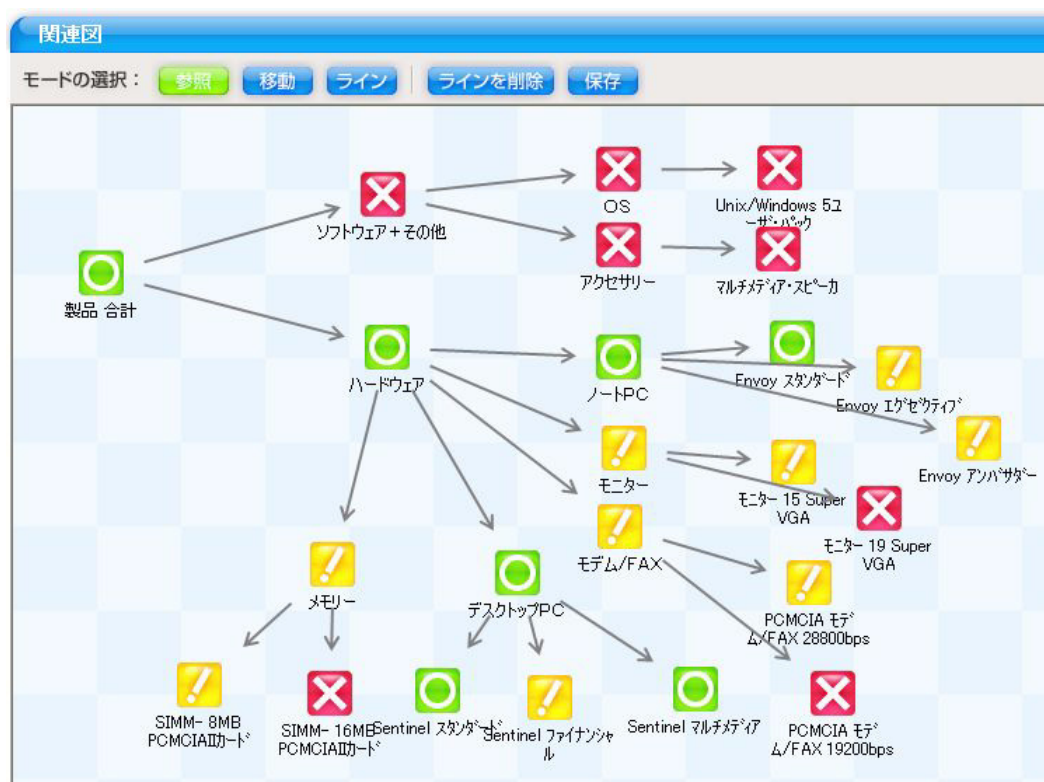 関連図
モードの選択： 参照 移動 ライン ラインを削除 保存
OS
Unix/Windows 5ユ
ーザ・パック
ソフトウェア＋その他
アクセサリー
マルチメディア・スピーカ
製品 合計
ハードウェア
ノートPC
Envoy スタンダード
Envoy エグゼクティブ
Envoy アンバサダー
モニター
モニター 15 Super
VGA
モニター 19 Super
VGA
モデム/FAX
メモリー
デスクトップPC
PCMCIA モデ
ム/FAX 28800bps
SIMM- 8MB
PCMCIAIIカード
SIMM- 16MB
PCMCIAIIカード
Sentinel スタンダード
Sentinel ファイナンシャ
ル
Sentinel マルチメディア
PCMCIA モデ
ム/FAX 19200bps